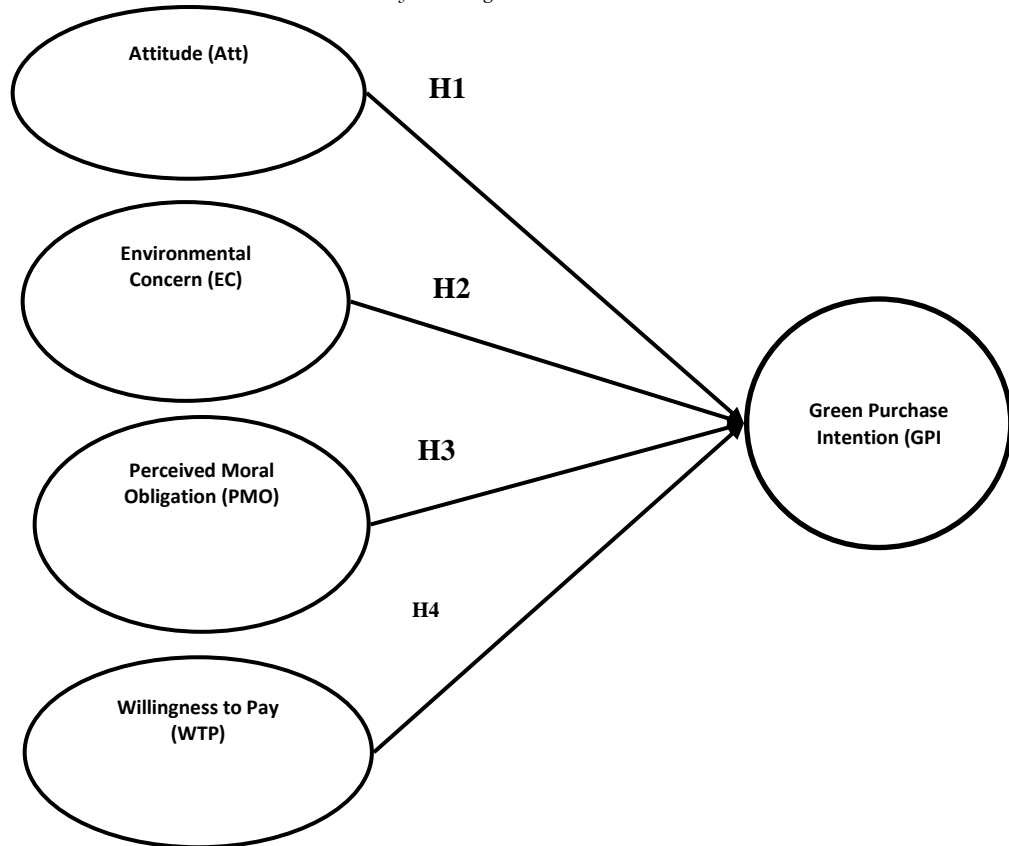 Attitude (Att)
H1
Environmental
Concern (EC)
H2
Green Purchase
Intention (GPI
Perceived Moral
Obligation (PMO)
H3
H4
Willingness to Pay
(WTP)